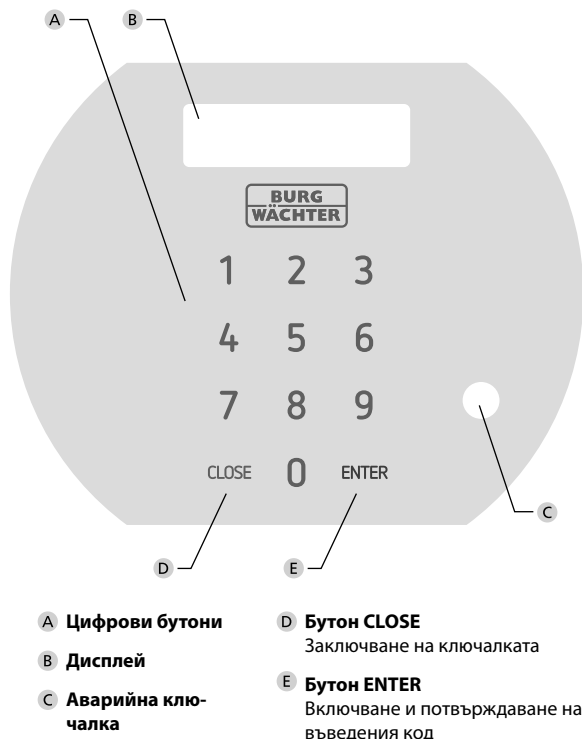 A
B
BURG
WÄCHTER
1 2 3
4 5 6
7 8 9
CLOSE 0 ENTER
C
D
E
A Цифрови бутони
B Дисплей
C Аварийна клю-
чалка
D Бутон CLOSE
Заключване на ключалката
E Бутон ENTER
Включване и потвърждаване на
въведения код